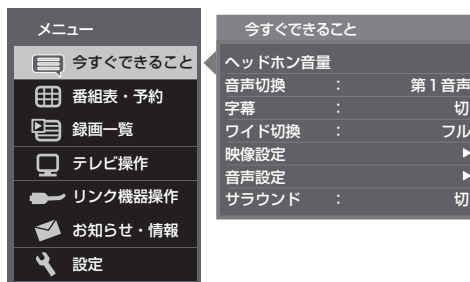 メニュー
今すぐできること
番組表・予約
録画一覧
テレビ操作
リンク機器操作
お知らせ・情報
設定
今すぐできること
ヘッドホン音量
音声切換 : 第1音声
字幕 : 切
ワイド切換 : フル
映像設定
音声設定
サラウンド : 切